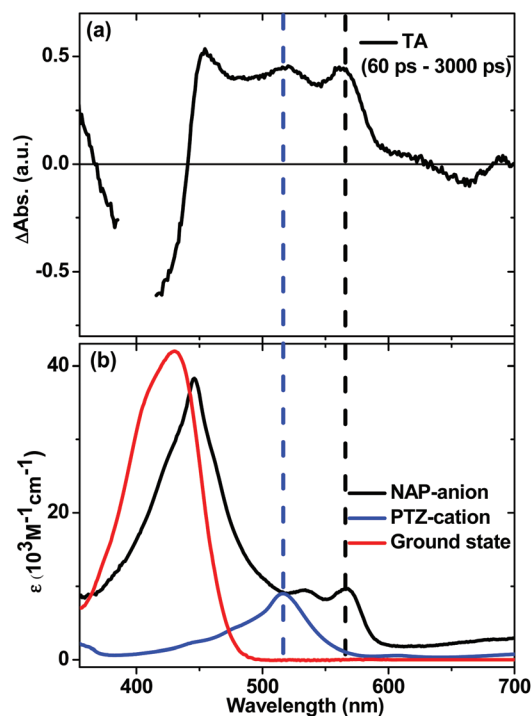 (a)
TA
(60 ps - 3000 ps)
0.5
0.0
-0.5
ΔAbs. (a.u.)
(b)
40
20
0
ε (10³M⁻¹cm⁻¹)
NAP-anion
PTZ-cation
Ground state
400 500 600 700
Wavelength (nm)